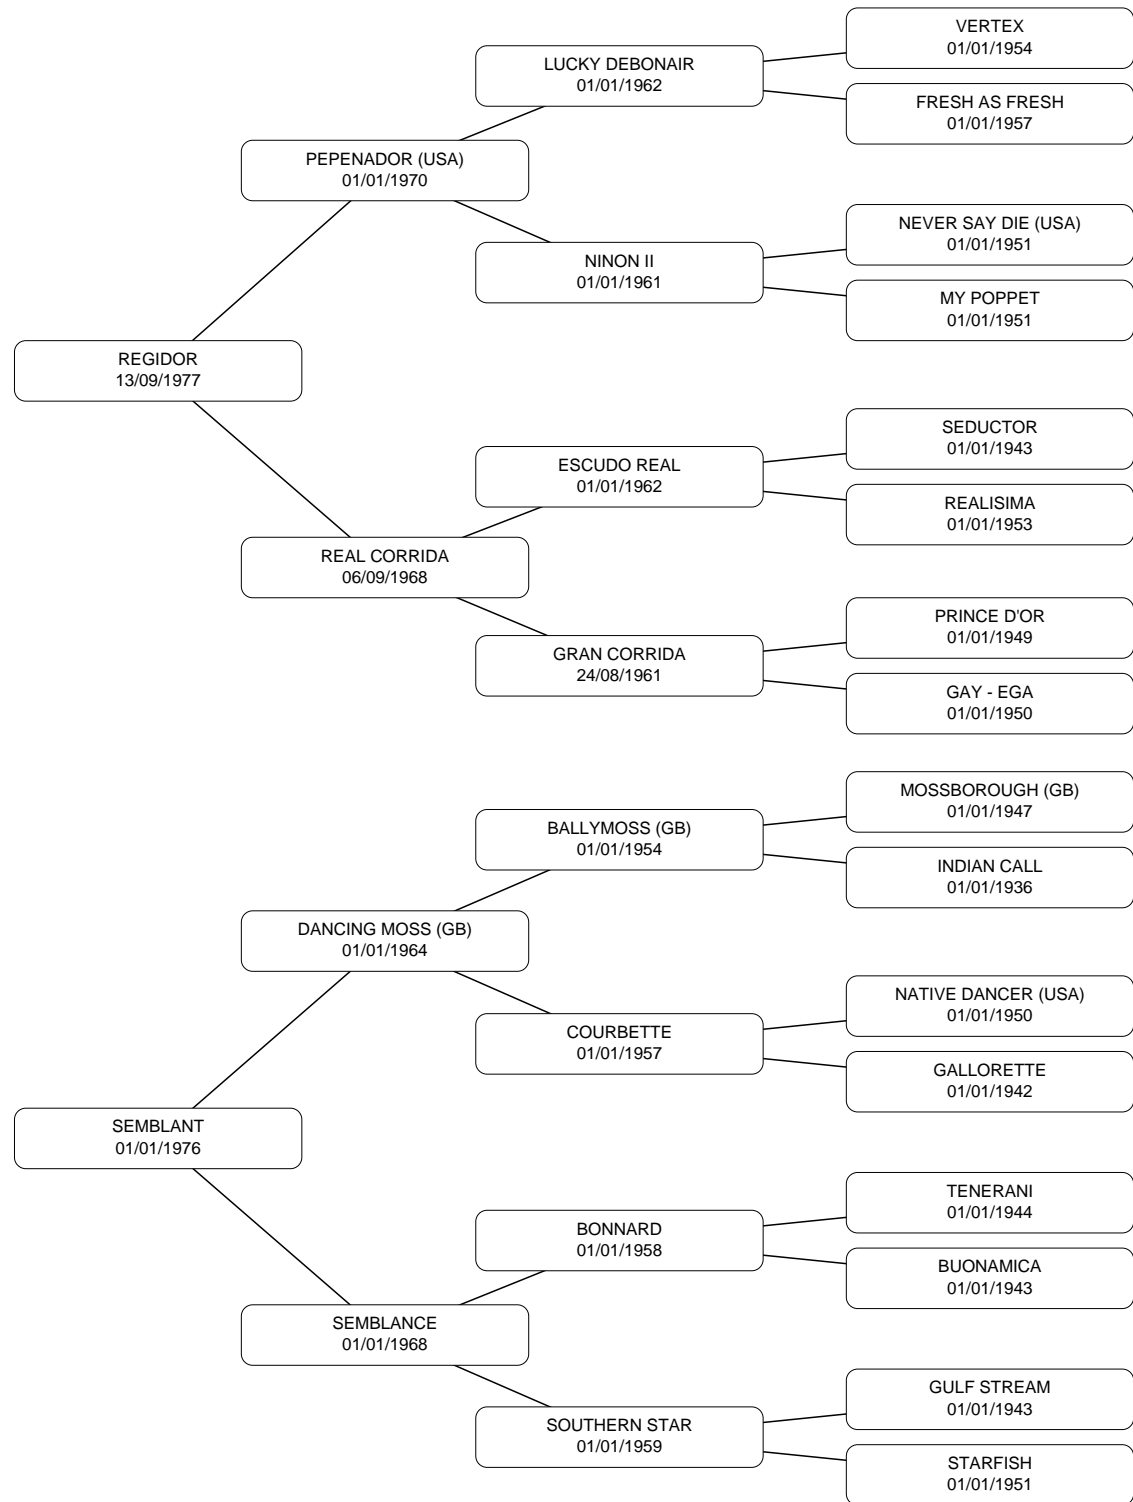 VERTEX
01/01/1954
LUCKY DEBONAIR
01/01/1962
FRESH AS FRESH
01/01/1957
PEPENADOR (USA)
01/01/1970
NEVER SAY DIE (USA)
01/01/1951
NINON II
01/01/1961
MY POPPET
01/01/1951
REGIDOR
13/09/1977
SEDUCTOR
01/01/1943
ESCUDO REAL
01/01/1962
REALISIMA
01/01/1953
REAL CORRIDA
06/09/1968
PRINCE D'OR
01/01/1949
GRAN CORRIDA
24/08/1961
GAY - EGA
01/01/1950
MOSSBOROUGH (GB)
01/01/1947
BALLYMOSS (GB)
01/01/1954
INDIAN CALL
01/01/1936
DANCING MOSS (GB)
01/01/1964
NATIVE DANCER (USA)
01/01/1950
COURBETTE
01/01/1957
GALLORETTE
01/01/1942
SEMBLANT
01/01/1976
TENERANI
01/01/1944
BONNARD
01/01/1958
BUONAMICA
01/01/1943
SEMBLANCE
01/01/1968
GULF STREAM
01/01/1943
SOUTHERN STAR
01/01/1959
STARFISH
01/01/1951